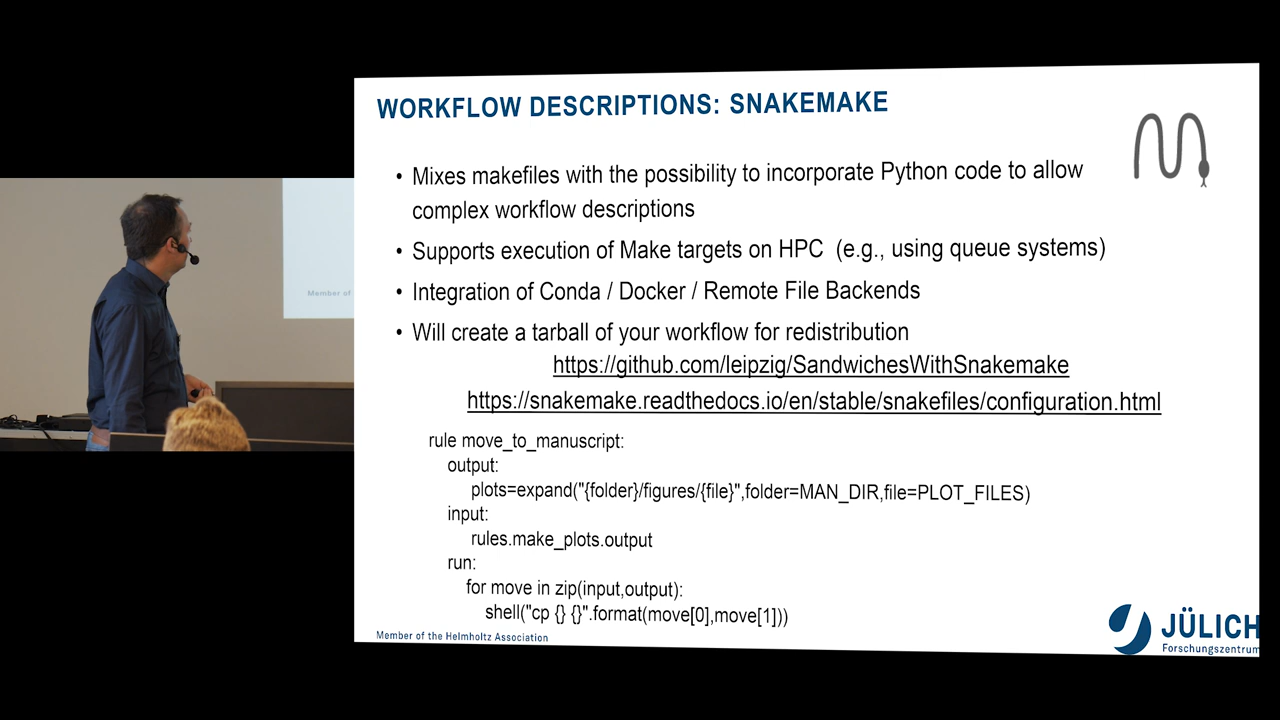 WORKFLOW DESCRIPTIONS: SNAKEMAKE
• Mixes makefiles with the possibility to incorporate Python code to allow
complex workflow descriptions
• Supports execution of Make targets on HPC (e.g., using queue systems)
• Integration of Conda / Docker / Remote File Backends
• Will create a tarball of your workflow for redistribution
https://github.com/leipzig/SandwichesWithSnakemake
https://snakemake.readthedocs.io/en/stable/snakefiles/configuration.html
rule move_to_manuscript:
output:
plots=expand("{folder}/figures/{file}",folder=MAN_DIR,file=PLOT_FILES)
input:
rules.make_plots.output
run:
for move in zip(input,output):
shell("cp {} {}".format(move[0],move[1]))
Member of the Helmholtz Association
JÜLICH
Forschungszentrum
Member of